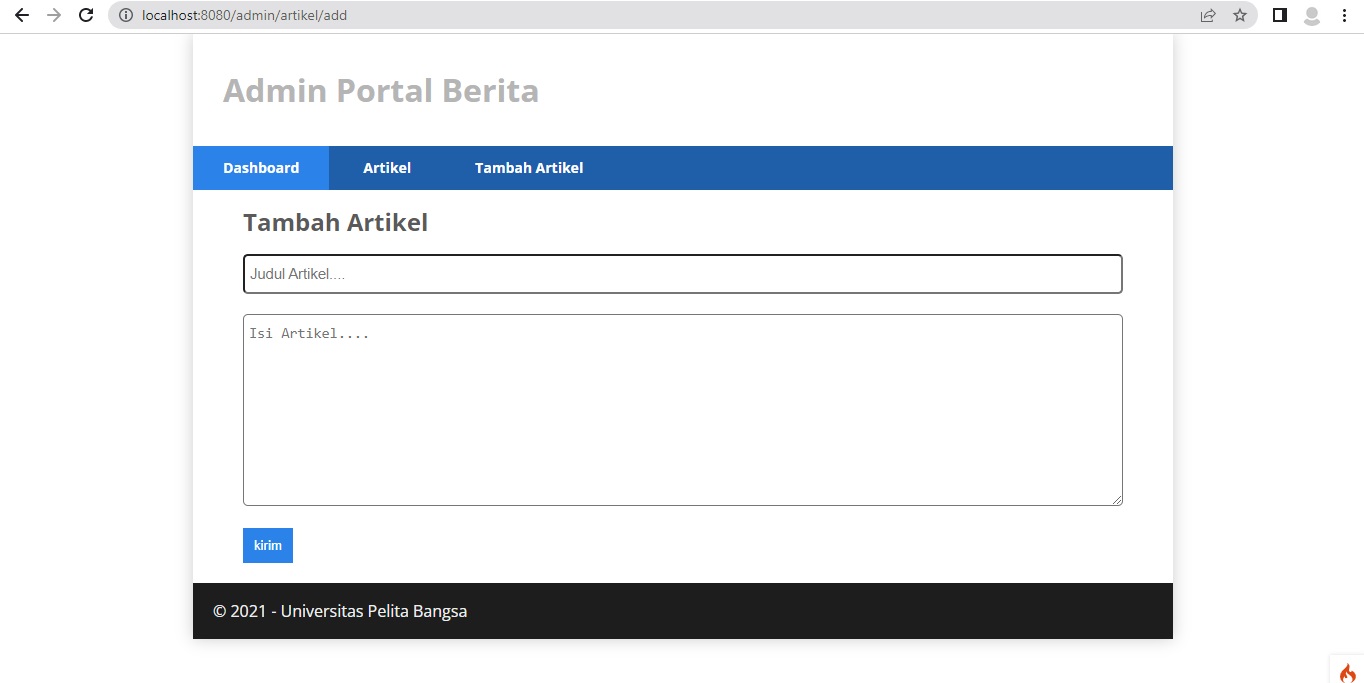 localhost:8080/admin/artikel/add
Admin Portal Berita
Dashboard Artikel Tambah Artikel
Tambah Artikel
Judul Artikel....
Isi Artikel....
kirim
© 2021 - Universitas Pelita Bangsa